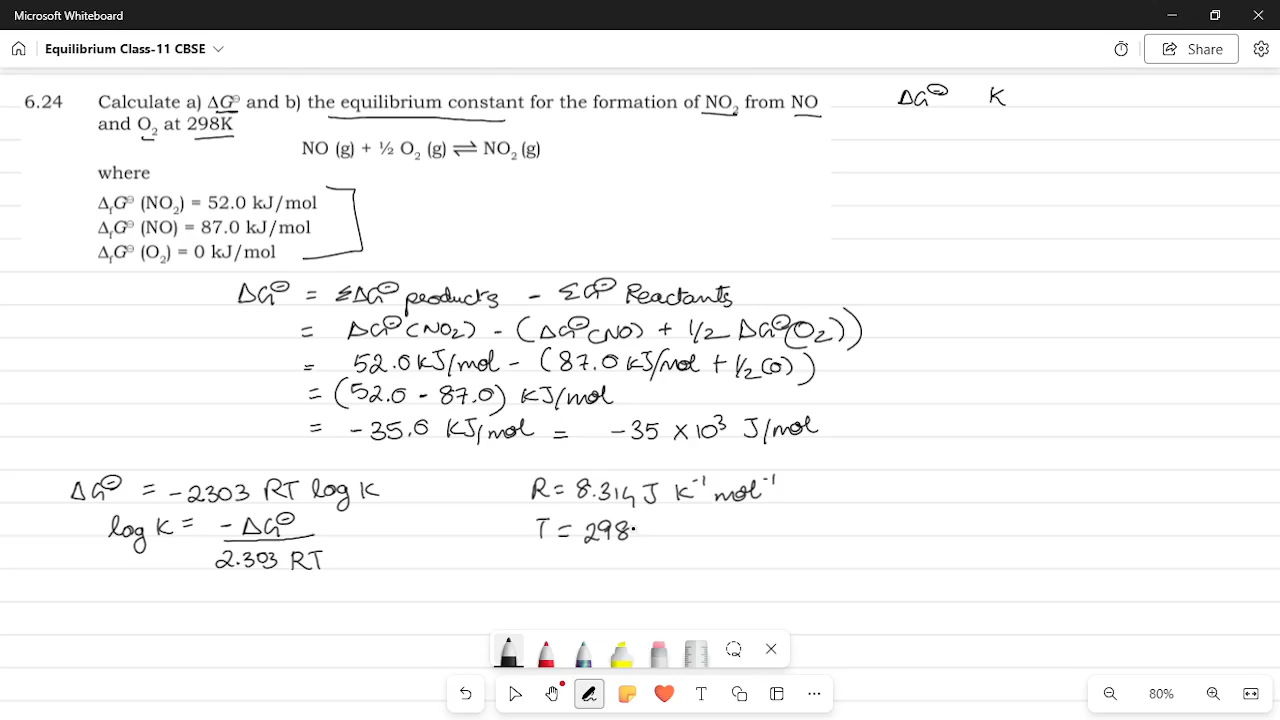 Microsoft Whiteboard
Equilibrium Class-11 CBSE
Share
6.24 Calculate a) ΔG⊖ and b) the equilibrium constant for the formation of NO₂ from NO
and O₂ at 298K
NO (g) + ½ O₂ (g) ⇌ NO₂ (g)
where
ΔfG⊖ (NO₂) = 52.0 kJ/mol
ΔfG⊖ (NO) = 87.0 kJ/mol
ΔfG⊖ (O₂) = 0 kJ/mol
ΔG⊖ K
ΔG⊖ = ΣΔG⊖ products - ΣG⊖ Reactants
= ΔG⊖(NO2) - (ΔG⊖(NO) + 1/2 ΔG⊖(O2))
= 52.0 KJ/mol - (87.0 KJ/mol + 1/2(0))
= (52.0 - 87.0) KJ/mol
= -35.0 KJ/mol = -35 × 10³ J/mol
ΔG⊖ = -2303 RT log K
log K = -ΔG⊖
2.303 RT
R = 8.314 J K⁻¹ mol⁻¹
T = 298
T
80%